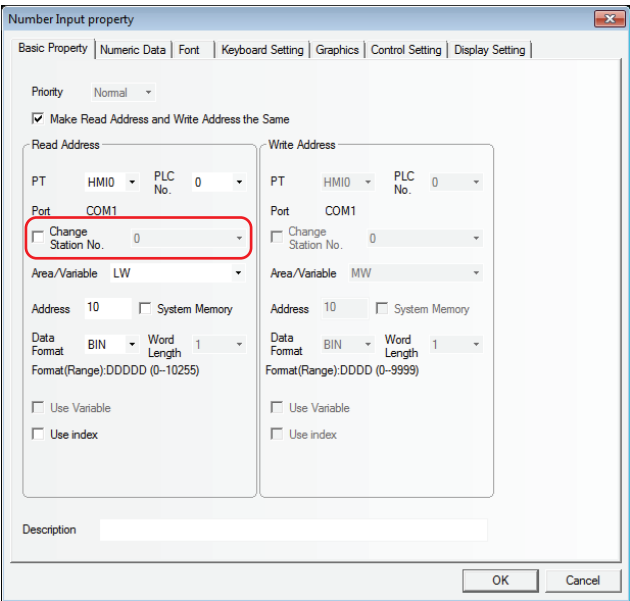 Number Input property
Basic Property Numeric Data Font Keyboard Setting Graphics Control Setting Display Setting
Priority Normal
Make Read Address and Write Address the Same
Read Address
PT HMI0 PLC No. 0
Port COM1
Change Station No. 0
Area/Variable LW
Address 10 System Memory
Data Format BIN Word Length 1
Format(Range):DDDDD (0--10255)
Use Variable
Use index
Write Address
PT HMI0 PLC No. 0
Port COM1
Change Station No. 0
Area/Variable MW
Address 10 System Memory
Data Format BIN Word Length 1
Format(Range):DDDD (0--9999)
Use Variable
Use index
Description
OK Cancel